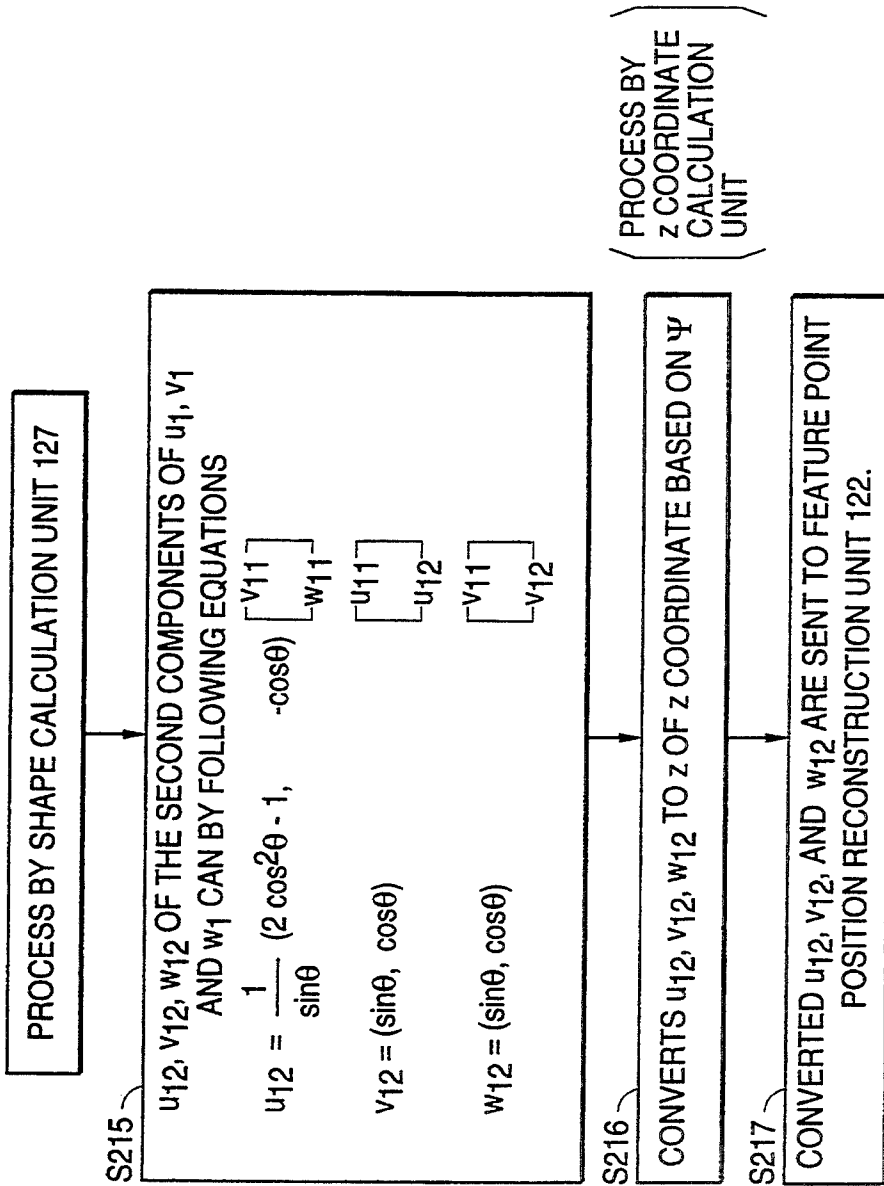 PROCESS BY SHAPE CALCULATION UNIT 127
S215
u12, v12, w12 OF THE SECOND COMPONENTS OF u1, v1
AND w1 CAN BY FOLLOWING EQUATIONS
u12 = 1/sinθ (2 cos²θ - 1, -cosθ) [v11 w11]
v12 = (sinθ, cosθ) [u11 u12]
w12 = (sinθ, cosθ) [v11 v12]
S216
CONVERTS u12, v12, w12 TO z OF z COORDINATE BASED ON Ψ
(PROCESS BY
z COORDINATE
CALCULATION
UNIT)
S217
CONVERTED u12, v12, AND w12 ARE SENT TO FEATURE POINT
POSITION RECONSTRUCTION UNIT 122.